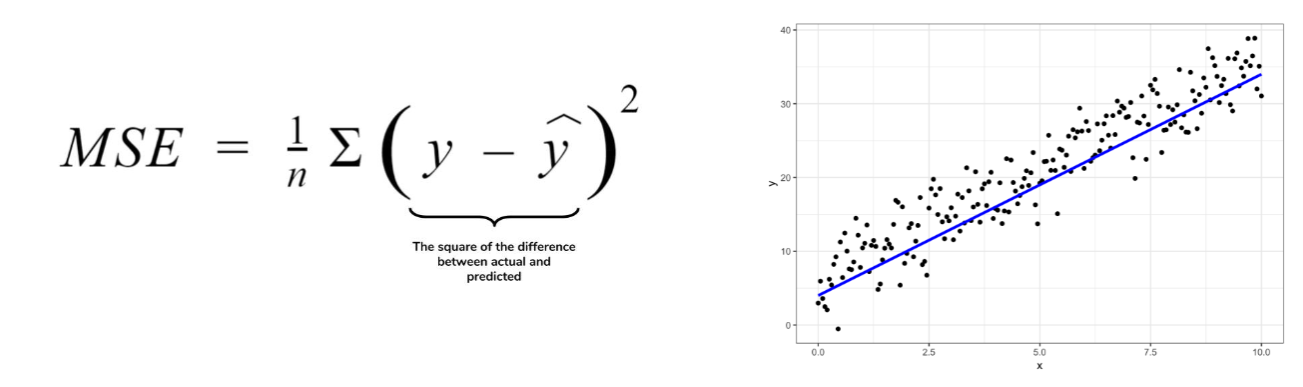 MSE = 1/n Σ (y − ŷ)²
The square of the difference
between actual and
predicted
40
30
20
10
0
y
0.0 2.5 5.0 7.5 10.0
x